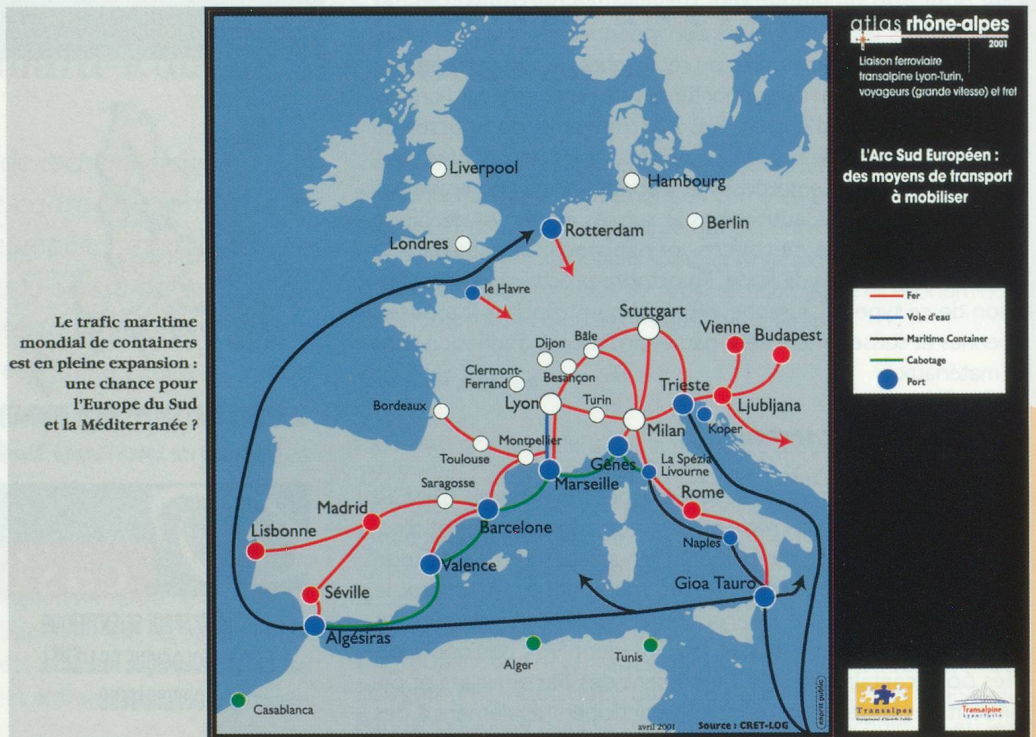 Le trafic maritime
mondial de containers
est en pleine expansion :
une chance pour
l'Europe du Sud
et la Méditerranée ?
Liverpool
Hambourg
Berlin
Londres
Rotterdam
le Havre
Stuttgart
Vienne
Budapest
Dijon
Bâle
Clermont-
Ferrand
Besançon
Trieste
Bordeaux
Lyon
Turin
Ljubljana
Milan
Koper
Montpellier
Toulouse
Gênes
La Spézia
Livourne
Marseille
Saragosse
Madrid
Rome
Lisbonne
Barcelone
Naples
Valence
Gioa Tauro
Séville
Algésiras
Alger
Tunis
Casablanca
avril 2001
Source : CRET-LOG
esprit public
atlas rhône-alpes
2001
Liaison ferroviaire
transalpine Lyon-Turin,
voyageurs (grande vitesse) et fret
L'Arc Sud Européen :
des moyens de transport
à mobiliser
Fer
Voie d'eau
Maritime Container
Cabotage
Port
Transalpes
Transalpine
Lyon-Turin